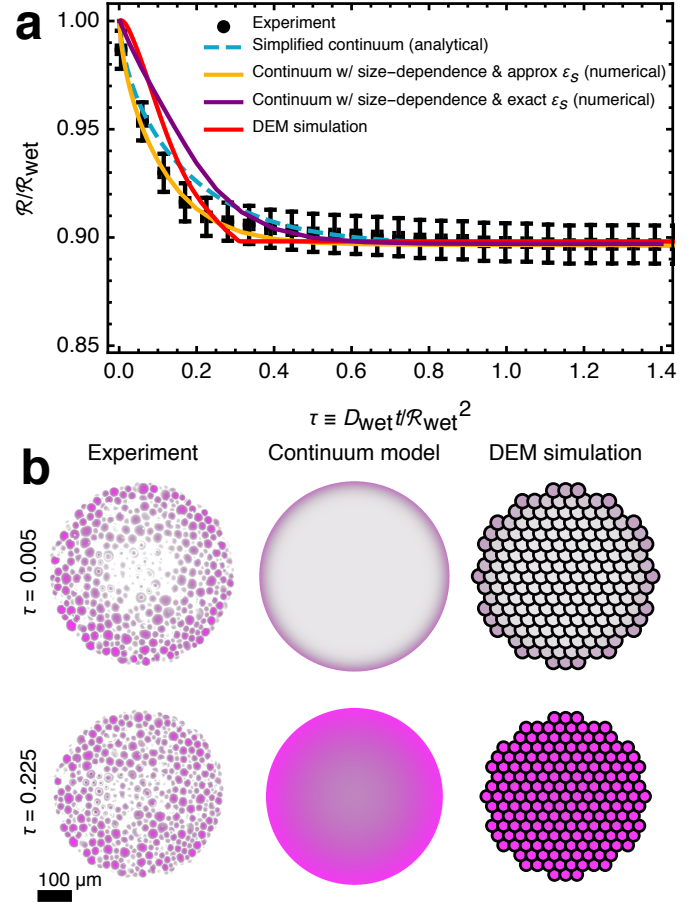 a
1.00
0.95
0.90
0.85
ℛ/ℛwet
Experiment
Simplified continuum (analytical)
Continuum w/ size-dependence & approx εs (numerical)
Continuum w/ size-dependence & exact εs (numerical)
DEM simulation
0.0 0.2 0.4 0.6 0.8 1.0 1.2 1.4
τ ≡ Dwett/ℛwet²
b
Experiment Continuum model DEM simulation
τ = 0.005
τ = 0.225
100 µm